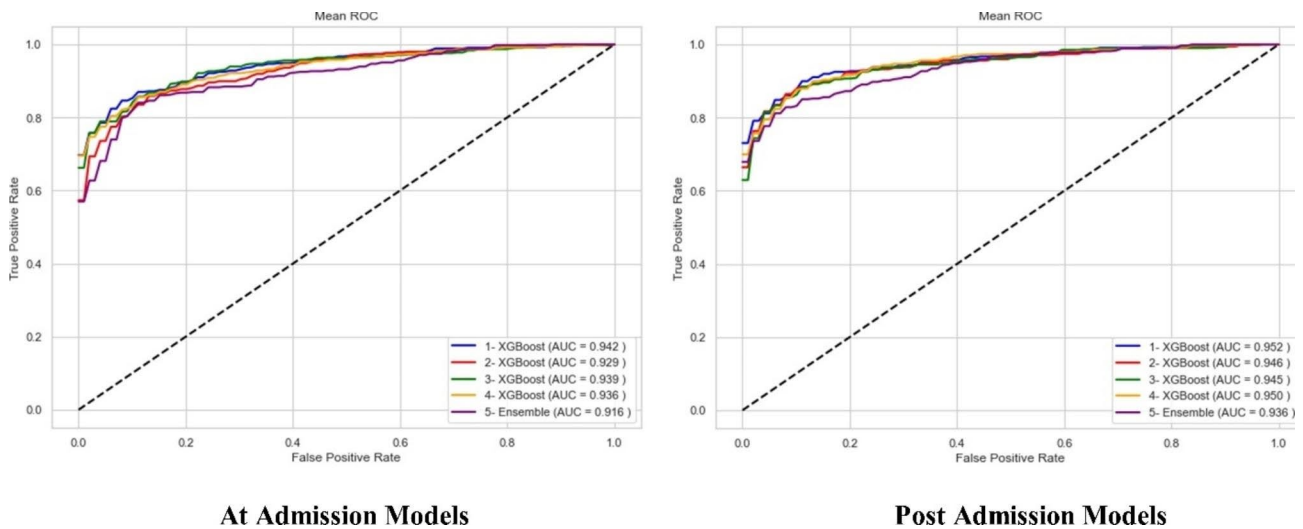 Mean ROC
1.0
0.8
0.6
0.4
0.2
0.0
True Positive Rate
1- XGBoost (AUC = 0.942 )
2- XGBoost (AUC = 0.929 )
3- XGBoost (AUC = 0.939 )
4- XGBoost (AUC = 0.936 )
5- Ensemble (AUC = 0.916 )
0.0 0.2 0.4 0.6 0.8 1.0
False Positive Rate
At Admission Models
Mean ROC
1.0
0.8
0.6
0.4
0.2
0.0
True Positive Rate
1- XGBoost (AUC = 0.952 )
2- XGBoost (AUC = 0.946 )
3- XGBoost (AUC = 0.945 )
4- XGBoost (AUC = 0.950 )
5- Ensemble (AUC = 0.936 )
0.0 0.2 0.4 0.6 0.8 1.0
False Positive Rate
Post Admission Models